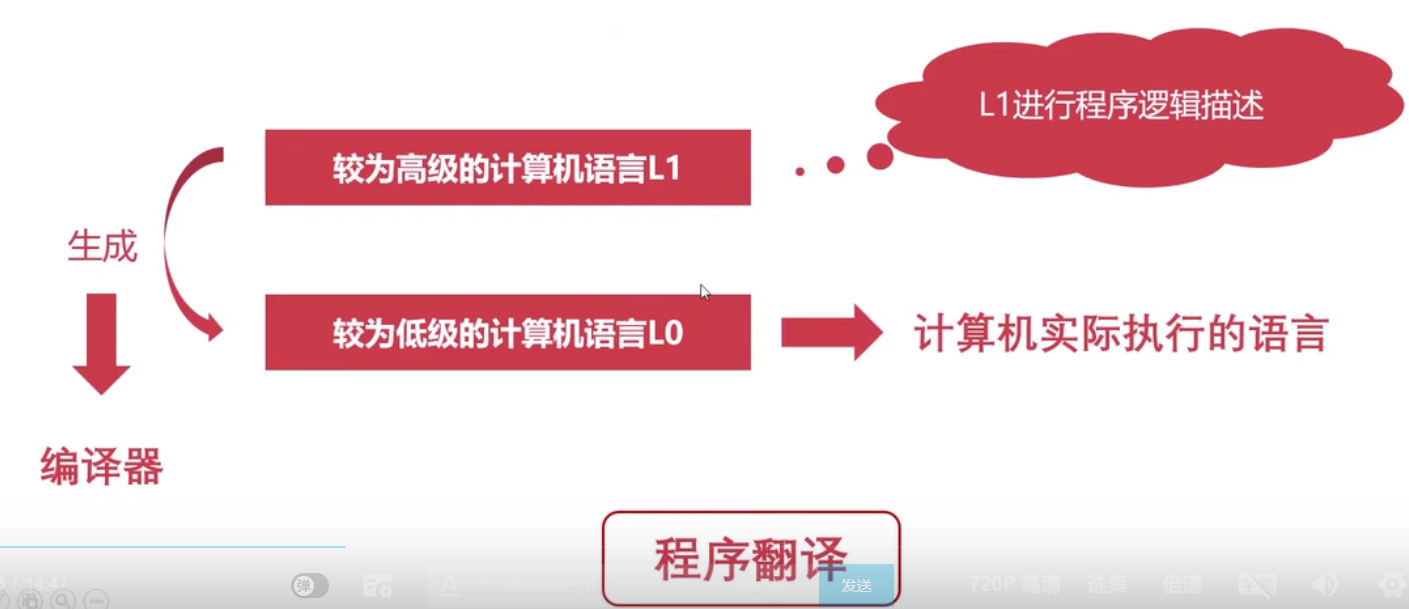 L1进行程序逻辑描述
较为高级的计算机语言L1
生成
较为低级的计算机语言L0
计算机实际执行的语言
编译器
程序翻译
/ 14:47
弹
发送
720P 高清
选集
倍速